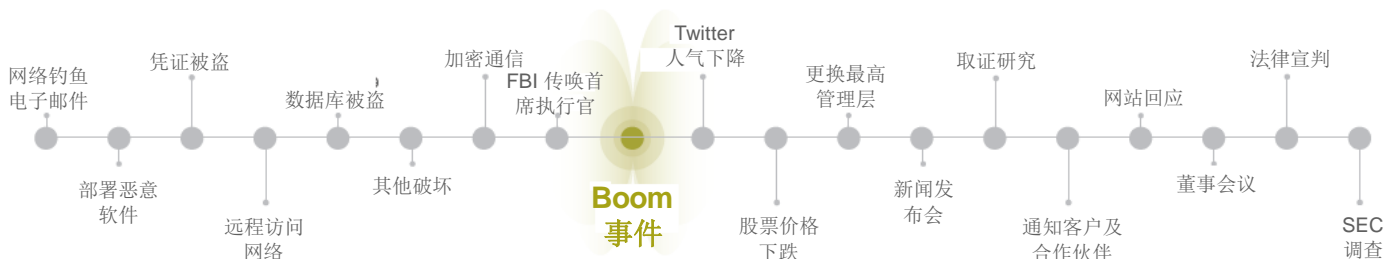 网络钓鱼
电子邮件
部署恶意
软件
凭证被盗
远程访问
网络
数据库被盗
其他破坏
加密通信
FBI 传唤首
席执行官
Boom
事件
Twitter
人气下降
股票价格
下跌
更换最高
管理层
新闻发
布会
取证研究
通知客户及
合作伙伴
网站回应
董事会议
法律宣判
SEC
调查